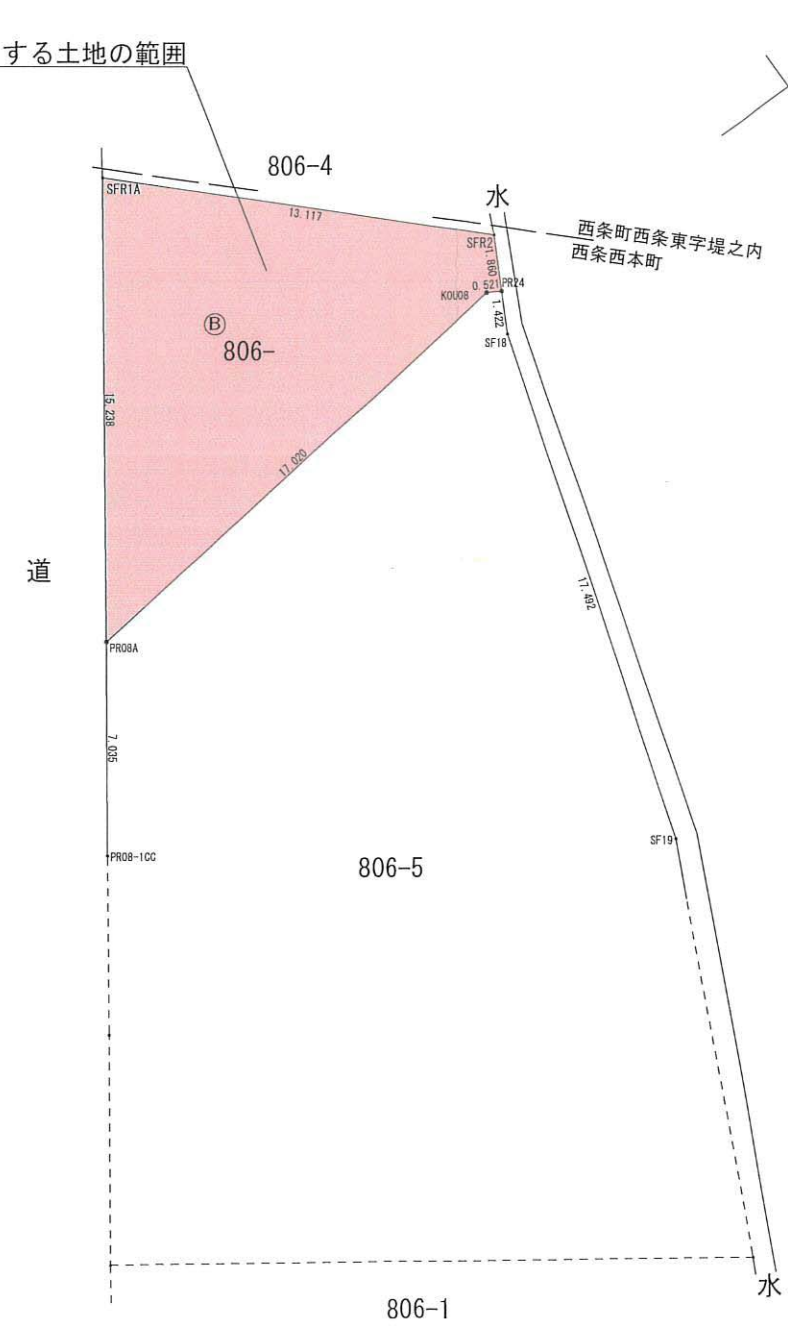 する土地の範囲
806-4
水
SFR1A
13.117
SFR2
西条町西条東字堤之内
西条西本町
1.860
0.521
PR24
KOU08
1.422
SF18
Ⓑ
806-
15.238
17.020
道
17.492
PR08A
7.035
SF19
PR08-1CG
806-5
水
806-1